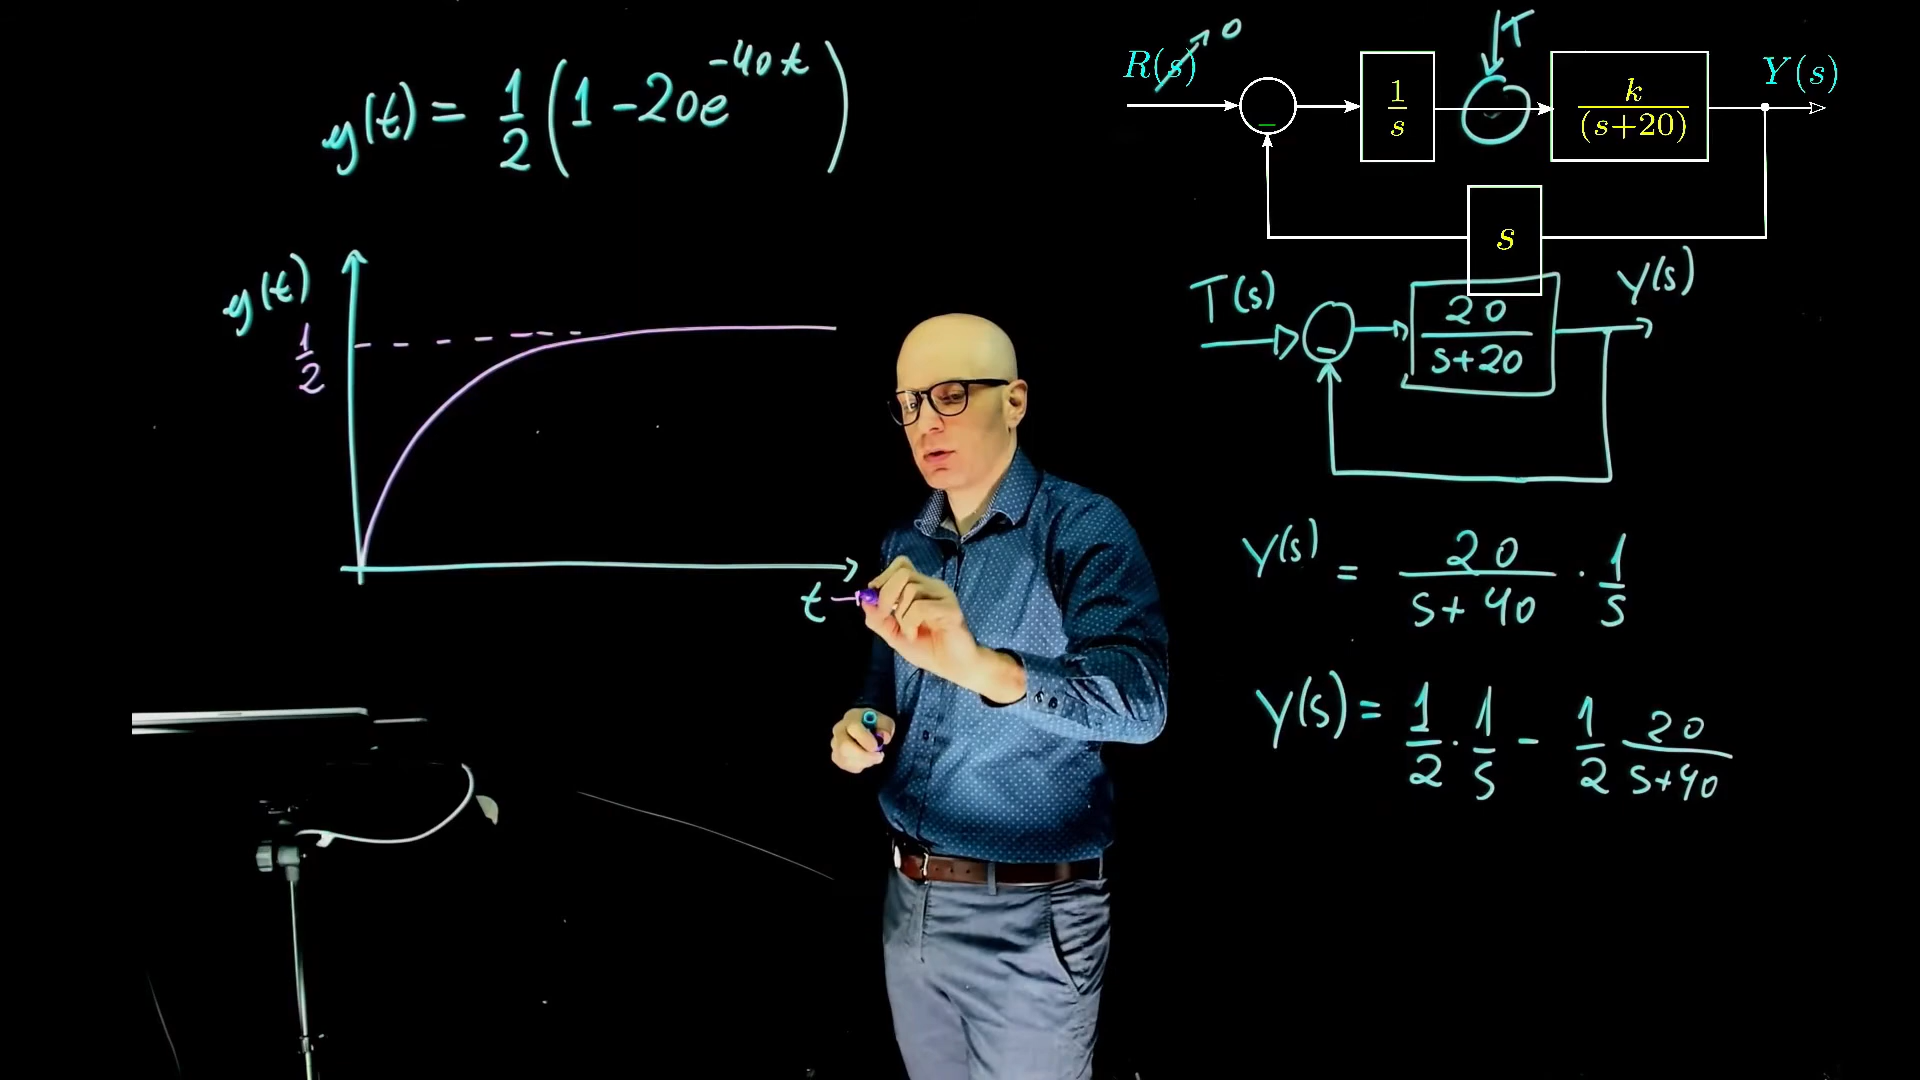 y(t) = 1/2 (1 - 20e^{-40t})
y(t)
1/2
t
R(s) 0
T
1/s
k/(s+20)
Y(s)
-
s
T(s)
20/(s+20)
Y(s)
-
Y(s) = 20/(s+40) · 1/s
Y(s) = 1/2 · 1/s - 1/2 20/(s+40)